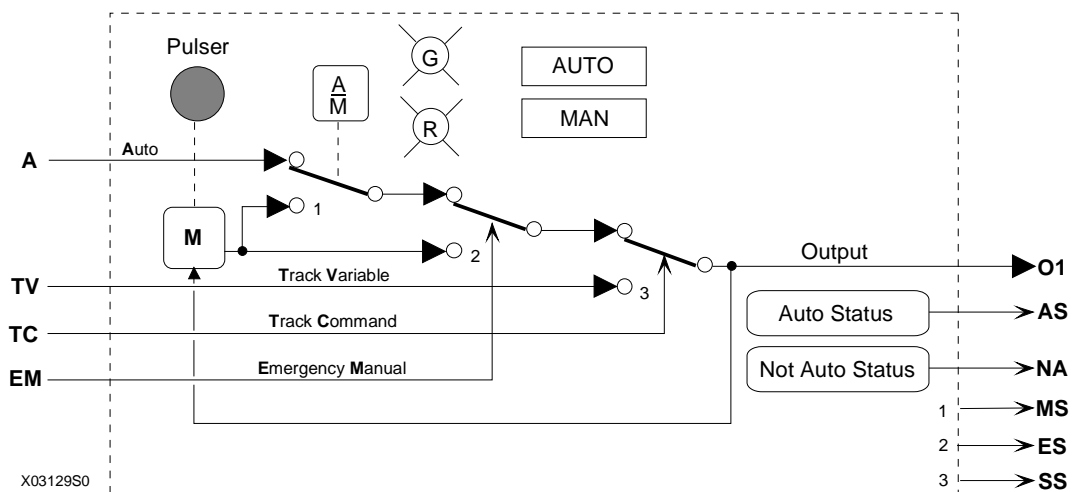 Pulser
A
M
G
R
AUTO
MAN
A
Auto
1
M
2
TV
Track Variable
3
Output
O1
TC
Track Command
Auto Status
AS
EM
Emergency Manual
Not Auto Status
NA
1
MS
2
ES
3
SS
X03129S0